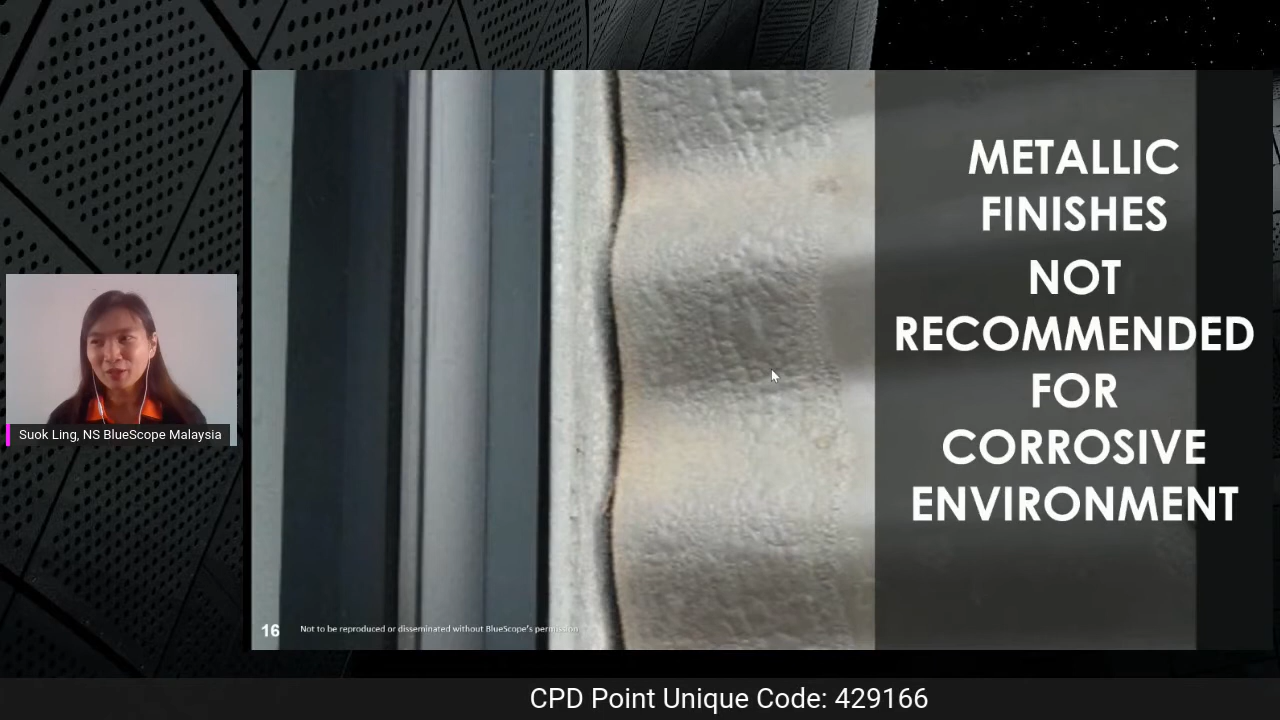 METALLIC
FINISHES
NOT
RECOMMENDED
FOR
CORROSIVE
ENVIRONMENT
Suok Ling, NS BlueScope Malaysia
16 Not to be reproduced or disseminated without BlueScope's permission
CPD Point Unique Code: 429166